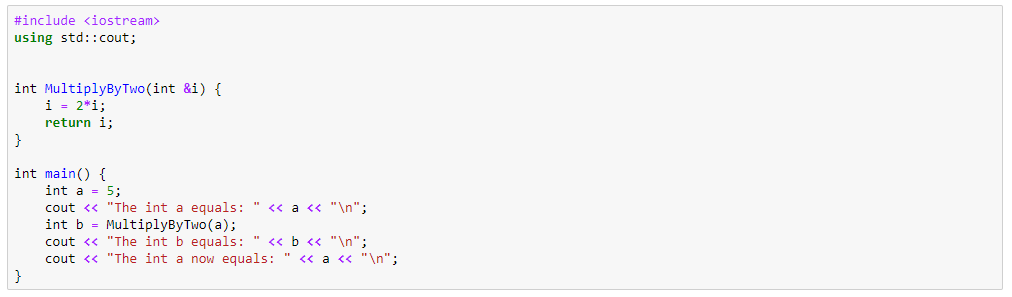 #include <iostream>
using std::cout;
int MultiplyByTwo(int &i) {
    i = 2*i;
    return i;
}
int main() {
    int a = 5;
    cout << "The int a equals: " << a << "\n";
    int b = MultiplyByTwo(a);
    cout << "The int b equals: " << b << "\n";
    cout << "The int a now equals: " << a << "\n";
}